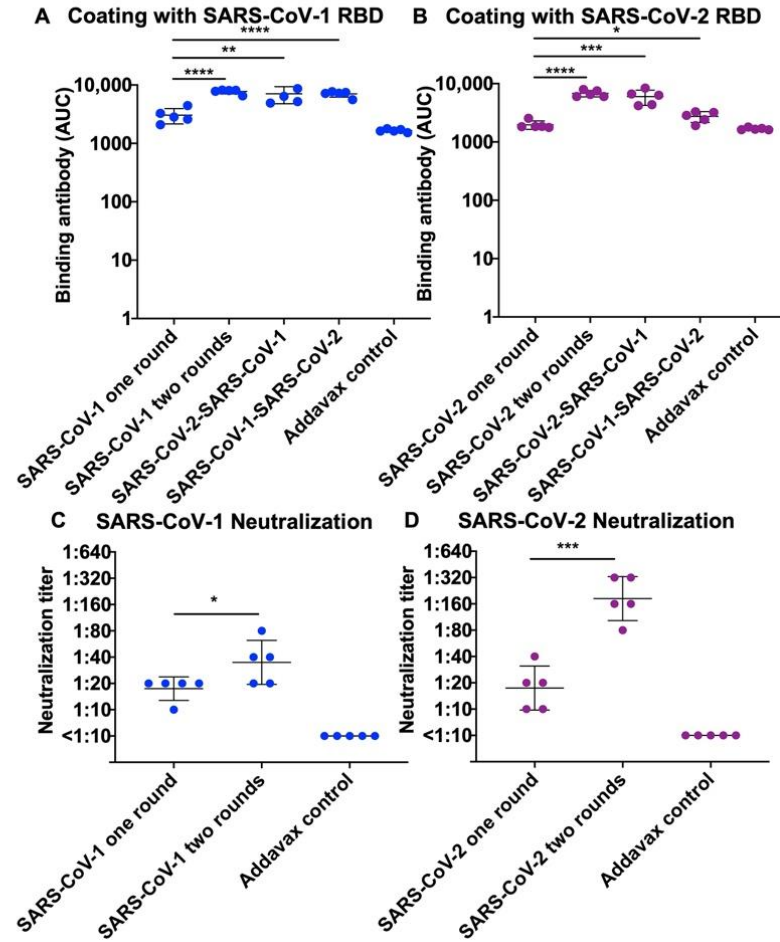 A Coating with SARS-CoV-1 RBD
****
**
****
Binding antibody (AUC)
10,000
1000
100
10
1
SARS-CoV-1 one round
SARS-CoV-1 two rounds
SARS-CoV-2-SARS-CoV-1
SARS-CoV-1-SARS-CoV-2
Addavax control
B Coating with SARS-CoV-2 RBD
*
***
****
Binding antibody (AUC)
10,000
1000
100
10
1
SARS-CoV-2 one round
SARS-CoV-2 two rounds
SARS-CoV-2-SARS-CoV-1
SARS-CoV-1-SARS-CoV-2
Addavax control
C SARS-CoV-1 Neutralization
*
Neutralization titer
1:640
1:320
1:160
1:80
1:40
1:20
1:10
<1:10
SARS-CoV-1 one round
SARS-CoV-1 two rounds
Addavax control
D SARS-CoV-2 Neutralization
***
Neutralization titer
1:640
1:320
1:160
1:80
1:40
1:20
1:10
<1:10
SARS-CoV-2 one round
SARS-CoV-2 two rounds
Addavax control